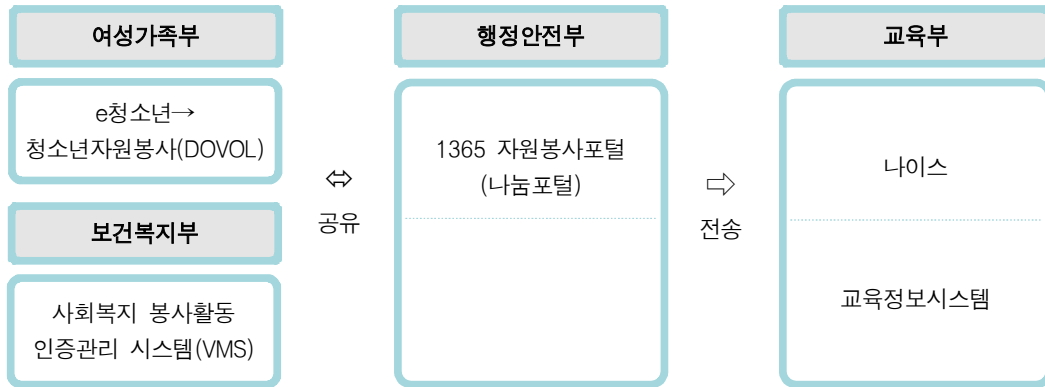 여성가족부
e청소년→
청소년자원봉사(DOVOL)
보건복지부
사회복지 봉사활동
인증관리 시스템(VMS)
⇔
공유
행정안전부
1365 자원봉사포털
(나눔포털)
⇨
전송
교육부
나이스
교육정보시스템